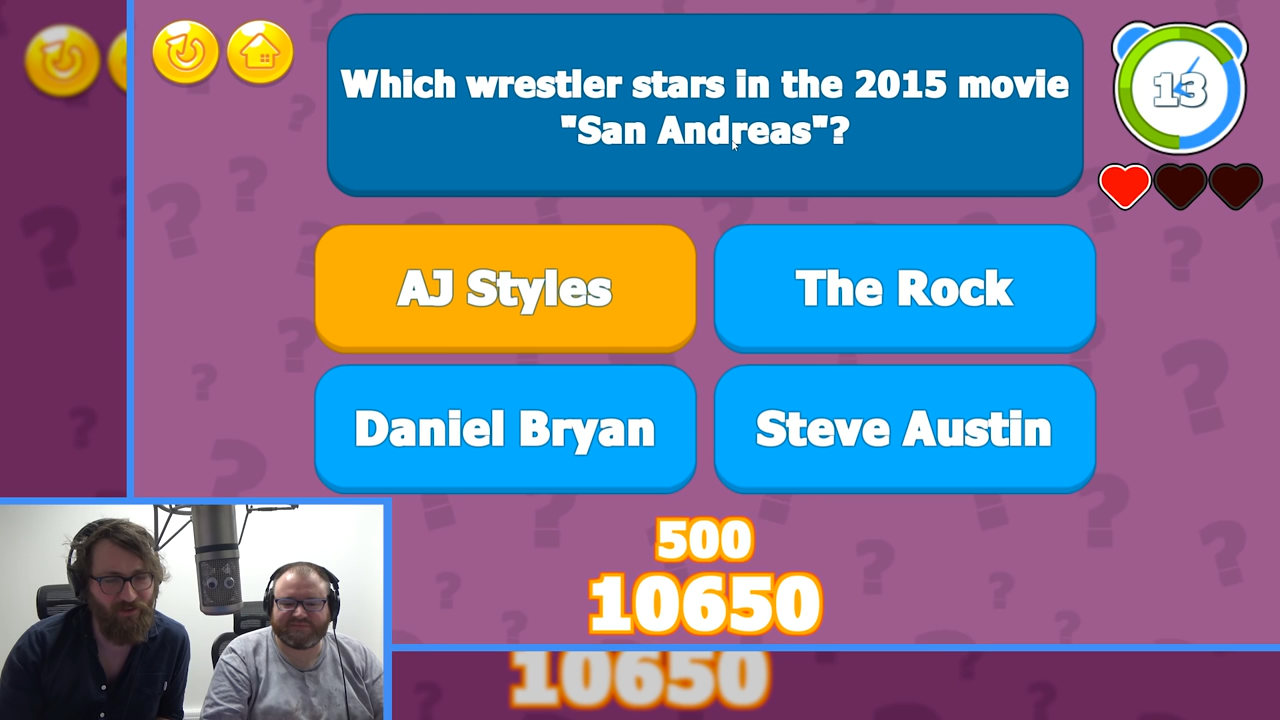 Which wrestler stars in the 2015 movie
"San Andreas"?
13
AJ Styles
The Rock
Daniel Bryan
Steve Austin
500
10650
10650